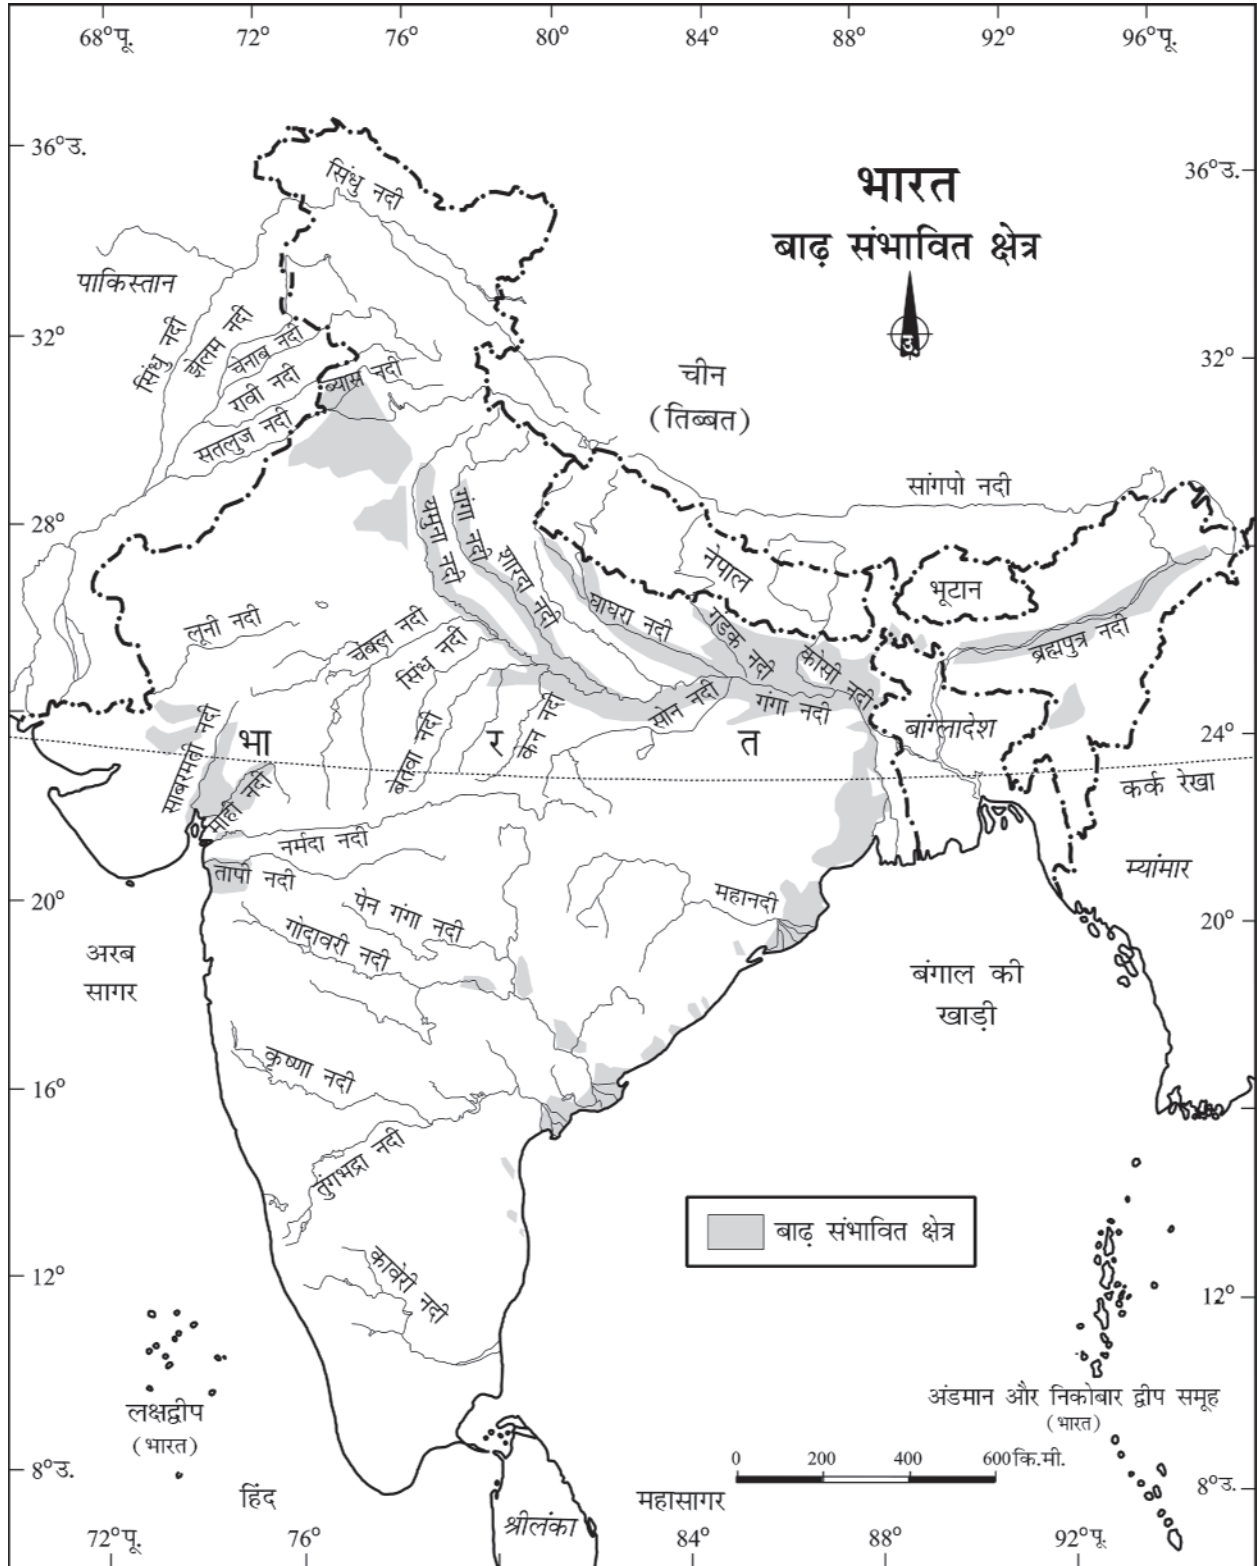 68°पू.
72°
76°
80°
84°
88°
92°
96°पू.
36°उ.
36°उ.
भारत
बाढ़ संभावित क्षेत्र
उ
सिंधु नदी
पाकिस्तान
32°
32°
सिंधु नदी
झेलम नदी
चेनाब नदी
रावी नदी
ब्यास नदी
सतलुज नदी
चीन
(तिब्बत)
सांगपो नदी
28°
यमुना नदी
गंगा नदी
शारदा नदी
नेपाल
भूटान
घाघरा नदी
गंडक नदी
कोसी नदी
ब्रह्मपुत्र नदी
लूनी नदी
चंबल नदी
सिंध नदी
बेतवा नदी
केन नदी
सोन नदी
गंगा नदी
बांग्लादेश
24°
भा र त
साबरमती नदी
माही नदी
कर्क रेखा
नर्मदा नदी
तापी नदी
म्यांमार
20°
20°
पेन गंगा नदी
महानदी
गोदावरी नदी
अरब
सागर
बंगाल की
खाड़ी
16°
कृष्णा नदी
तुंगभद्रा नदी
बाढ़ संभावित क्षेत्र
12°
12°
कावेरी नदी
लक्षद्वीप
(भारत)
अंडमान और निकोबार द्वीप समूह
(भारत)
0 200 400 600 कि.मी.
8°उ.
8°उ.
हिंद
महासागर
श्रीलंका
72°पू.
76°
84°
88°
92°पू.